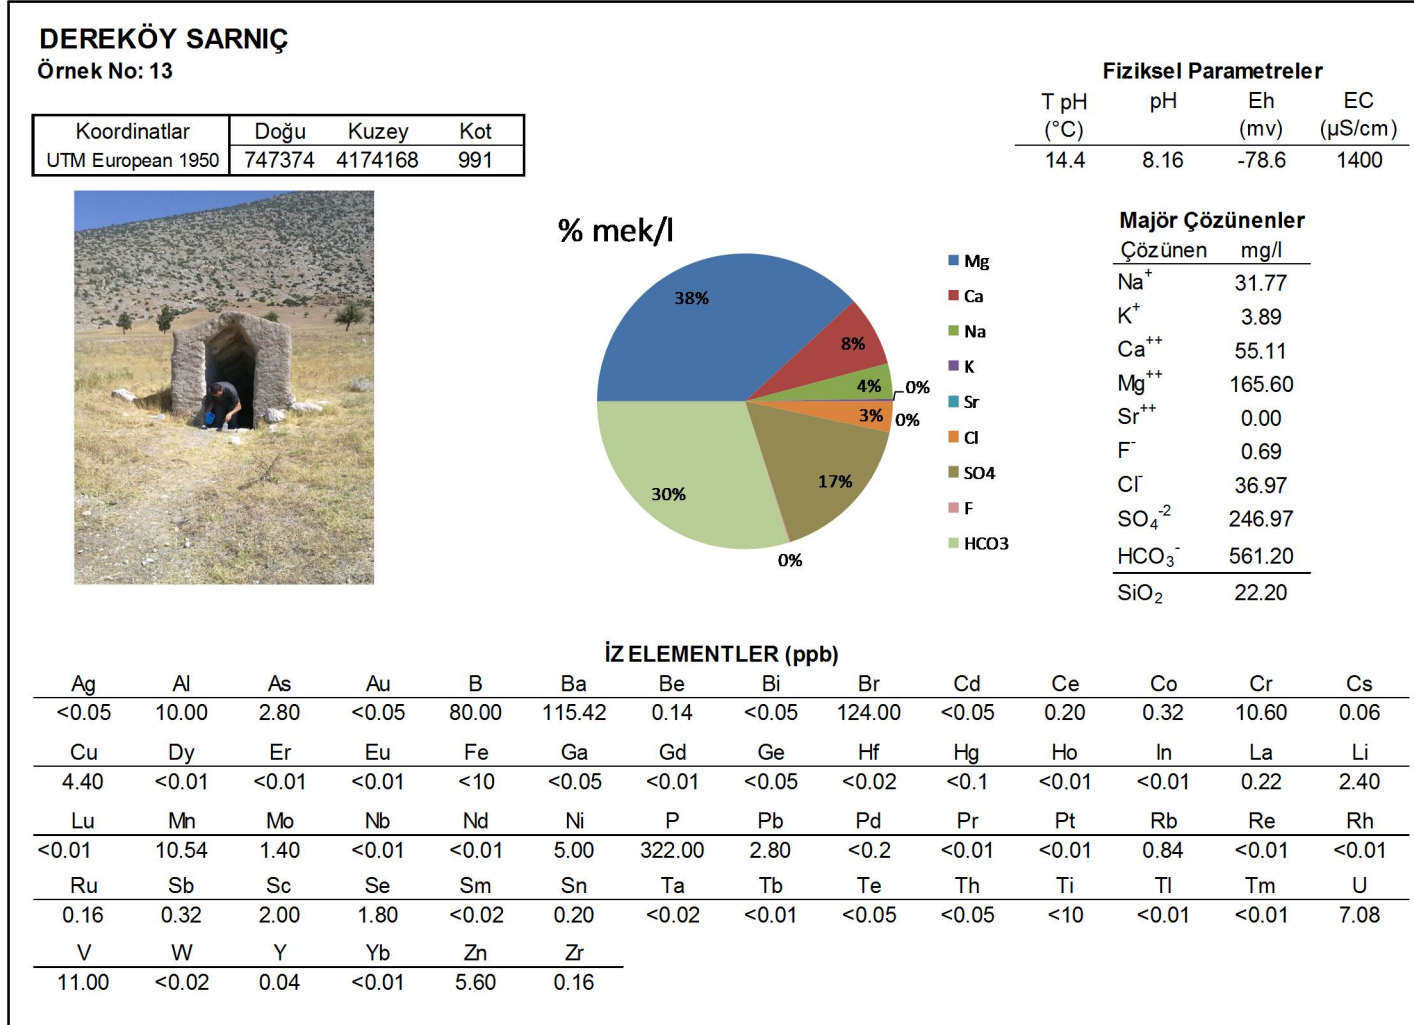 DEREKÖY SARNIÇ
Örnek No: 13
Koordinatlar Doğu Kuzey Kot
UTM European 1950 747374 4174168 991
Fiziksel Parametreler
T pH pH Eh EC
(°C) (mv) (µS/cm)
14.4 8.16 -78.6 1400
% mek/l
38%
8%
4%
0%
3%
0%
17%
30%
0%
Mg
Ca
Na
K
Sr
Cl
SO4
F
HCO3
Majör Çözünenler
Çözünen mg/l
Na⁺ 31.77
K⁺ 3.89
Ca⁺⁺ 55.11
Mg⁺⁺ 165.60
Sr⁺⁺ 0.00
F⁻ 0.69
Cl⁻ 36.97
SO₄⁻² 246.97
HCO₃⁻ 561.20
SiO₂ 22.20
İZ ELEMENTLER (ppb)
Ag Al As Au B Ba Be Bi Br Cd Ce Co Cr Cs
<0.05 10.00 2.80 <0.05 80.00 115.42 0.14 <0.05 124.00 <0.05 0.20 0.32 10.60 0.06
Cu Dy Er Eu Fe Ga Gd Ge Hf Hg Ho In La Li
4.40 <0.01 <0.01 <0.01 <10 <0.05 <0.01 <0.05 <0.02 <0.1 <0.01 <0.01 0.22 2.40
Lu Mn Mo Nb Nd Ni P Pb Pd Pr Pt Rb Re Rh
<0.01 10.54 1.40 <0.01 <0.01 5.00 322.00 2.80 <0.2 <0.01 <0.01 0.84 <0.01 <0.01
Ru Sb Sc Se Sm Sn Ta Tb Te Th Ti Tl Tm U
0.16 0.32 2.00 1.80 <0.02 0.20 <0.02 <0.01 <0.05 <0.05 <10 <0.01 <0.01 7.08
V W Y Yb Zn Zr
11.00 <0.02 0.04 <0.01 5.60 0.16